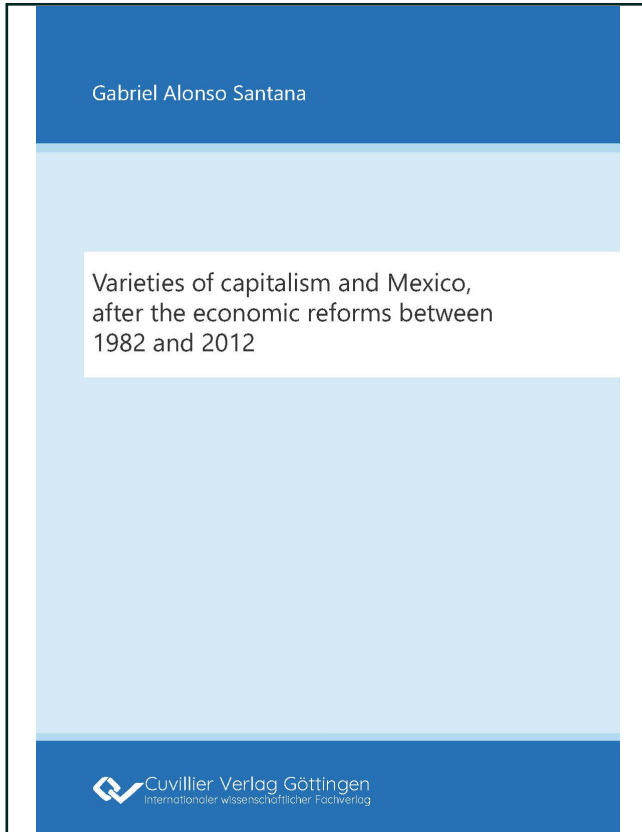 Gabriel Alonso Santana
Varieties of capitalism and Mexico,
after the economic reforms between
1982 and 2012
Cuvillier Verlag Göttingen
Internationaler wissenschaftlicher Fachverlag